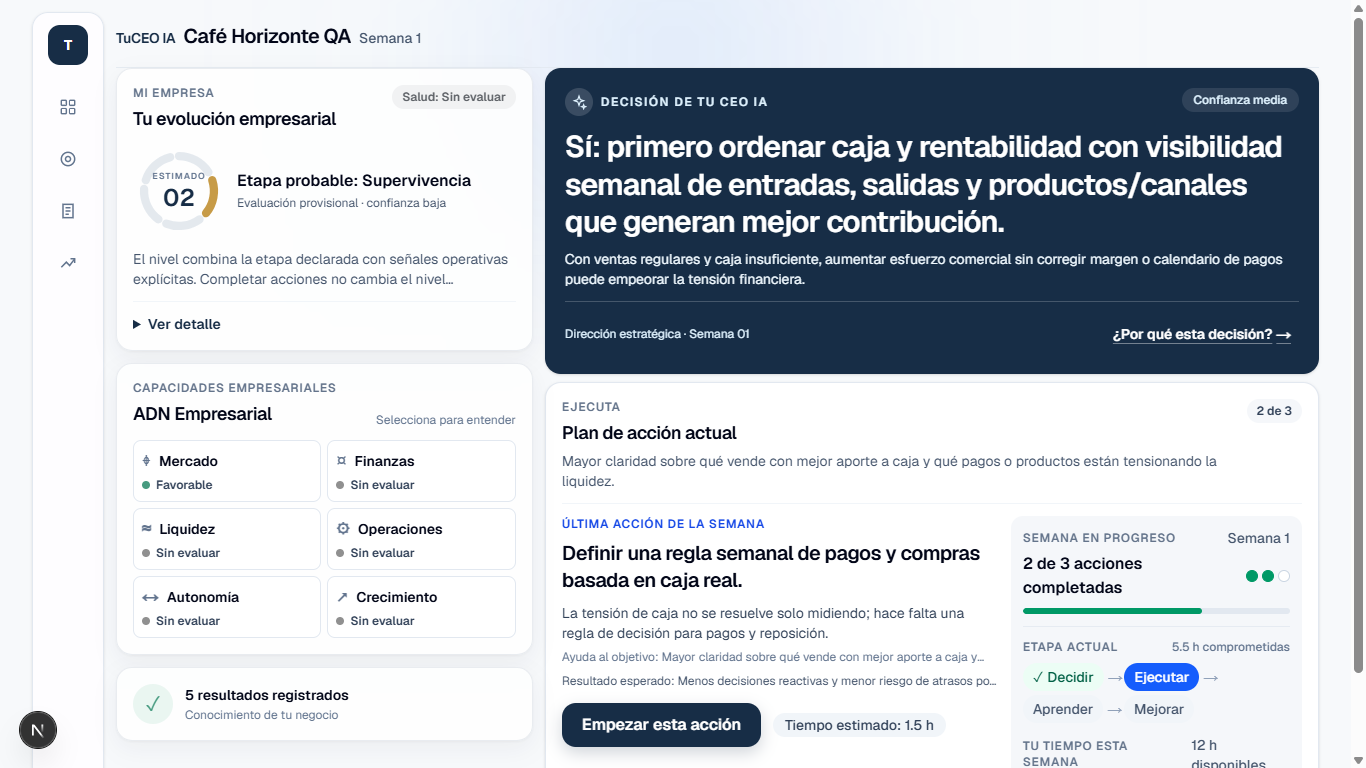 T
TuCEO IA Café Horizonte QA Semana 1
MI EMPRESA
Salud: Sin evaluar
Tu evolución empresarial
ESTIMADO
02
Etapa probable: Supervivencia
Evaluación provisional · confianza baja
El nivel combina la etapa declarada con señales operativas
explícitas. Completar acciones no cambia el nivel…
Ver detalle
CAPACIDADES EMPRESARIALES
ADN Empresarial
Selecciona para entender
Mercado
Favorable
Finanzas
Sin evaluar
Liquidez
Sin evaluar
Operaciones
Sin evaluar
Autonomía
Sin evaluar
Crecimiento
Sin evaluar
5 resultados registrados
Conocimiento de tu negocio
N
DECISIÓN DE TU CEO IA
Confianza media
Sí: primero ordenar caja y rentabilidad con visibilidad
semanal de entradas, salidas y productos/canales
que generan mejor contribución.
Con ventas regulares y caja insuficiente, aumentar esfuerzo comercial sin corregir margen o calendario de pagos
puede empeorar la tensión financiera.
Dirección estratégica · Semana 01
¿Por qué esta decisión? →
EJECUTA
2 de 3
Plan de acción actual
Mayor claridad sobre qué vende con mejor aporte a caja y qué pagos o productos están tensionando la
liquidez.
ÚLTIMA ACCIÓN DE LA SEMANA
Definir una regla semanal de pagos y compras
basada en caja real.
La tensión de caja no se resuelve solo midiendo; hace falta una
regla de decisión para pagos y reposición.
Ayuda al objetivo: Mayor claridad sobre qué vende con mejor aporte a caja y…
Resultado esperado: Menos decisiones reactivas y menor riesgo de atrasos po…
Empezar esta acción
Tiempo estimado: 1.5 h
SEMANA EN PROGRESO
Semana 1
2 de 3 acciones
completadas
ETAPA ACTUAL
5.5 h comprometidas
✓ Decidir → Ejecutar →
Aprender → Mejorar
TU TIEMPO ESTA
SEMANA
12 h
disponibles